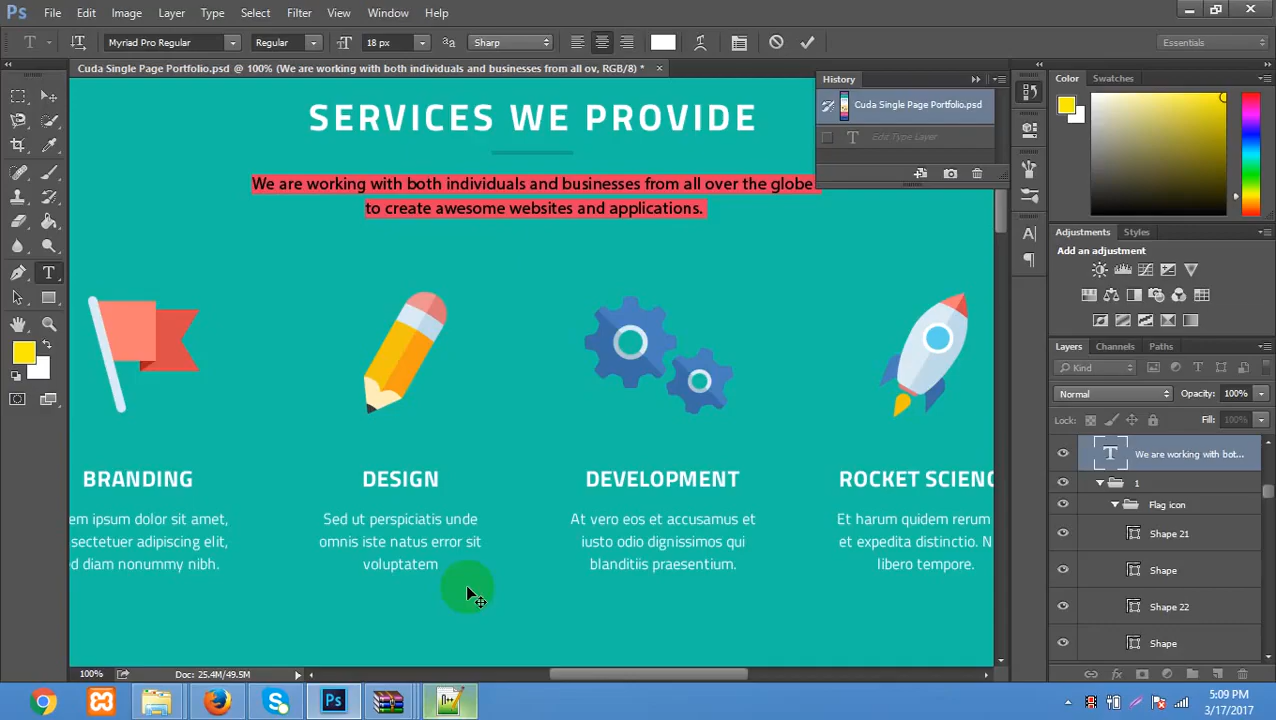 Ps File Edit Image Layer Type Select Filter View Window Help
T Myriad Pro Regular Regular 18 px Sharp Essentials
Cuda Single Page Portfolio.psd @ 100% (We are working with both individuals and businesses from all ov, RGB/8) *
History
Cuda Single Page Portfolio.psd
Edit Type Layer
Color Swatches
Adjustments Styles
Add an adjustment
Layers Channels Paths
Kind
Normal Opacity: 100%
Lock: Fill: 100%
We are working with bot...
1
Flag icon
Shape 21
Shape
Shape 22
Shape
SERVICES WE PROVIDE
We are working with both individuals and businesses from all over the globe
to create awesome websites and applications.
BRANDING
em ipsum dolor sit amet,
sectetuer adipiscing elit,
d diam nonummy nibh.
DESIGN
Sed ut perspiciatis unde
omnis iste natus error sit
voluptatem
DEVELOPMENT
At vero eos et accusamus et
iusto odio dignissimos qui
blanditiis praesentium.
ROCKET SCIENC
Et harum quidem rerum
et expedita distinctio. N
libero tempore.
100% Doc: 25.4M/49.5M
Ps
5:09 PM
3/17/2017